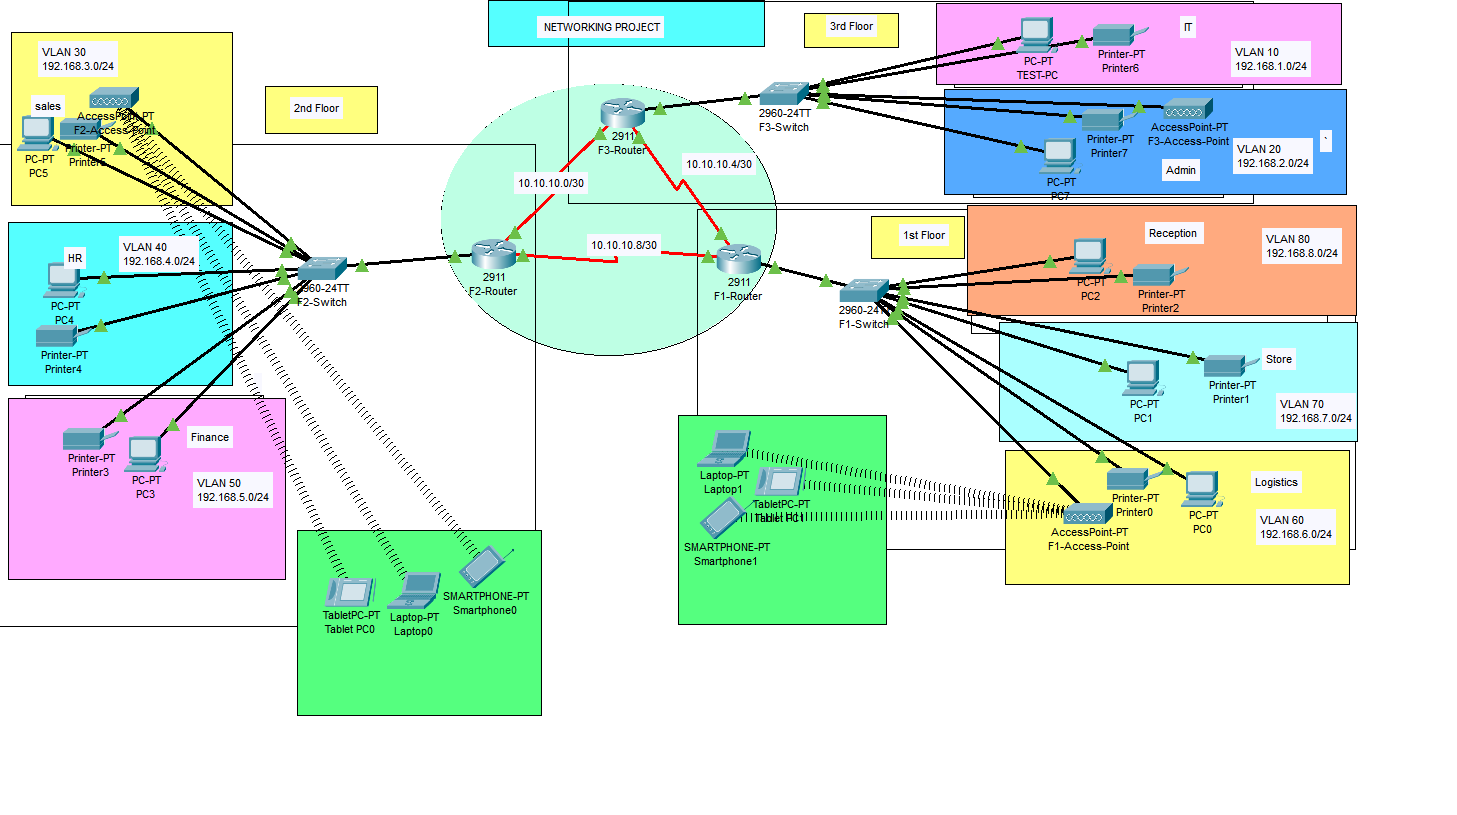 NETWORKING PROJECT
3rd Floor
IT
VLAN 10
192.168.1.0/24
PC-PT
TEST-PC
Printer-PT
Printer6
2960-24TT
F3-Switch
2911
F3-Router
AccessPoint-PT
F3-Access-Point
Printer-PT
Printer7
VLAN 20
192.168.2.0/24
`
Admin
PC-PT
PC7
VLAN 30
192.168.3.0/24
sales
AccessPoint-PT
F2-Access-Point
Printer-PT
Printer5
PC-PT
PC5
2nd Floor
10.10.10.0/30
10.10.10.4/30
10.10.10.8/30
HR
VLAN 40
192.168.4.0/24
PC-PT
PC4
Printer-PT
Printer4
2960-24TT
F2-Switch
2911
F2-Router
2911
F1-Router
1st Floor
2960-24TT
F1-Switch
Reception
VLAN 80
192.168.8.0/24
PC-PT
PC2
Printer-PT
Printer2
Store
Printer-PT
Printer1
PC-PT
PC1
VLAN 70
192.168.7.0/24
Finance
Printer-PT
Printer3
PC-PT
PC3
VLAN 50
192.168.5.0/24
Laptop-PT
Laptop1
TabletPC-PT
Tablet PC1
SMARTPHONE-PT
Smartphone1
Logistics
Printer-PT
Printer0
PC-PT
PC0
AccessPoint-PT
F1-Access-Point
VLAN 60
192.168.6.0/24
TabletPC-PT
Tablet PC0
Laptop-PT
Laptop0
SMARTPHONE-PT
Smartphone0